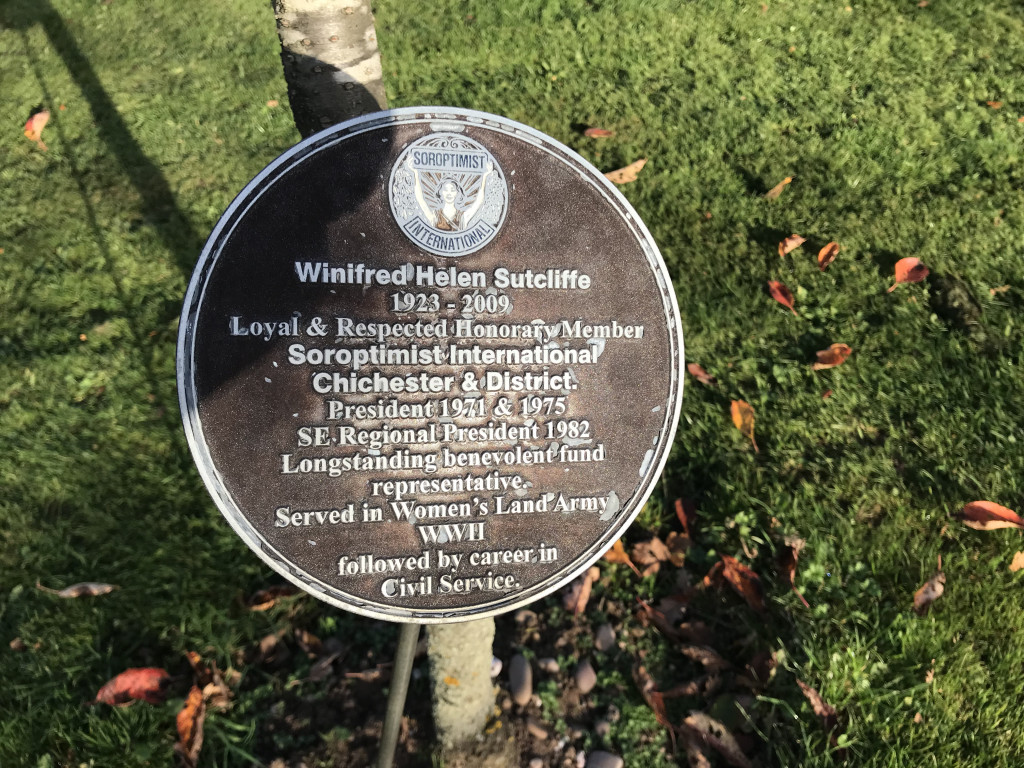 SOROPTIMIST
INTERNATIONAL
Winifred Helen Sutcliffe
1923 - 2009
Loyal & Respected Honorary Member
Soroptimist International
Chichester & District.
President 1971 & 1975
SE Regional President 1982
Longstanding benevolent fund
representative.
Served in Women's Land Army
WWII
followed by career in
Civil Service.